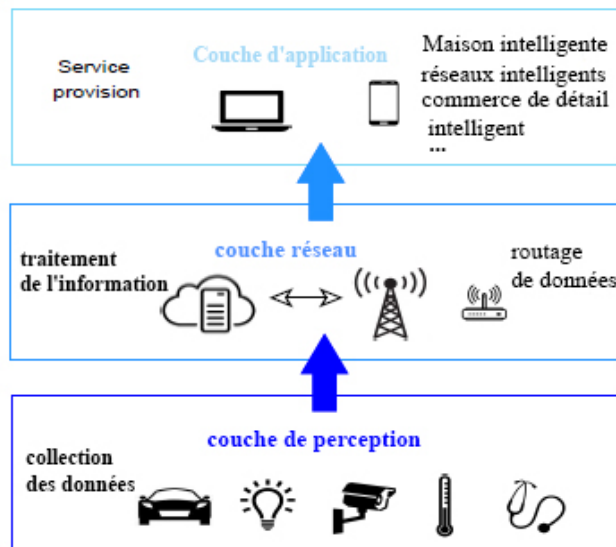 Service
provision
Couche d'application
Maison intelligente
réseaux intelligents
commerce de détail
intelligent
...
traitement
de l'information
couche réseau
routage
de données
collection
des données
couche de perception